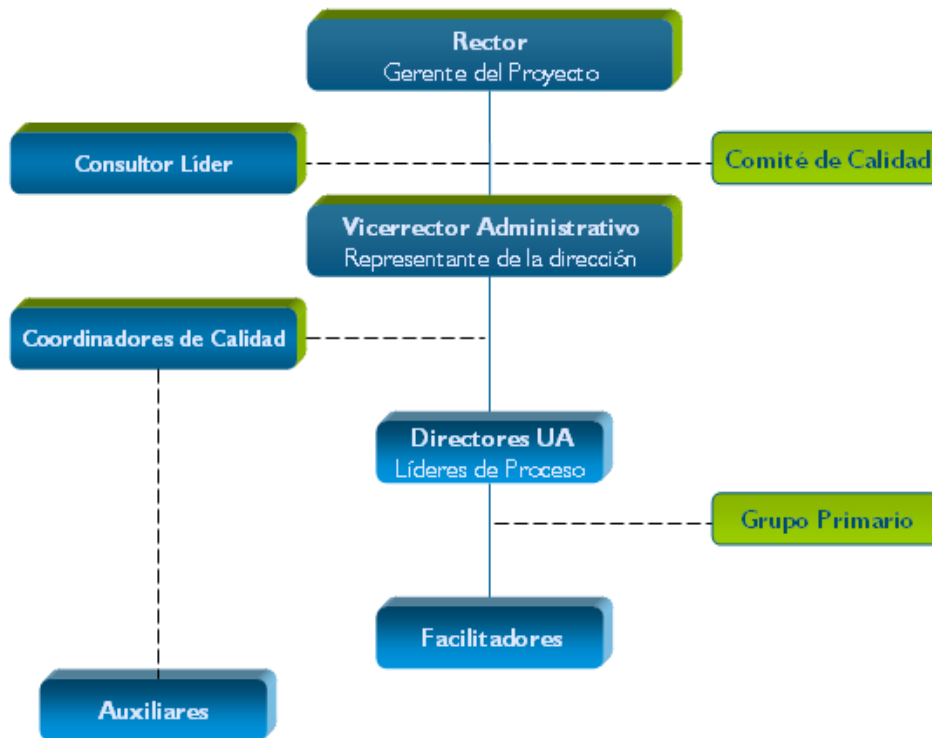 Rector
Gerente del Proyecto
Consultor Líder
Comité de Calidad
Vicerrector Administrativo
Representante de la dirección
Coordinadores de Calidad
Directores UA
Líderes de Proceso
Grupo Primario
Facilitadores
Auxiliares